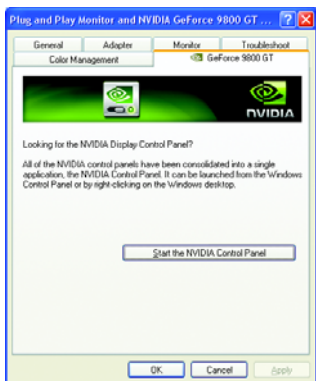 Plug and Play Monitor and NVIDIA GeForce 9800 GT ...
General Adapter Monitor Troubleshoot
Color Management GeForce 9800 GT
NVIDIA
Looking for the NVIDIA Display Control Panel?
All of the NVIDIA control panels have been consolidated into a single
application, the NVIDIA Control Panel. It can be launched from the Windows
Control Panel or by right-clicking on the Windows desktop.
Start the NVIDIA Control Panel
OK Cancel Apply